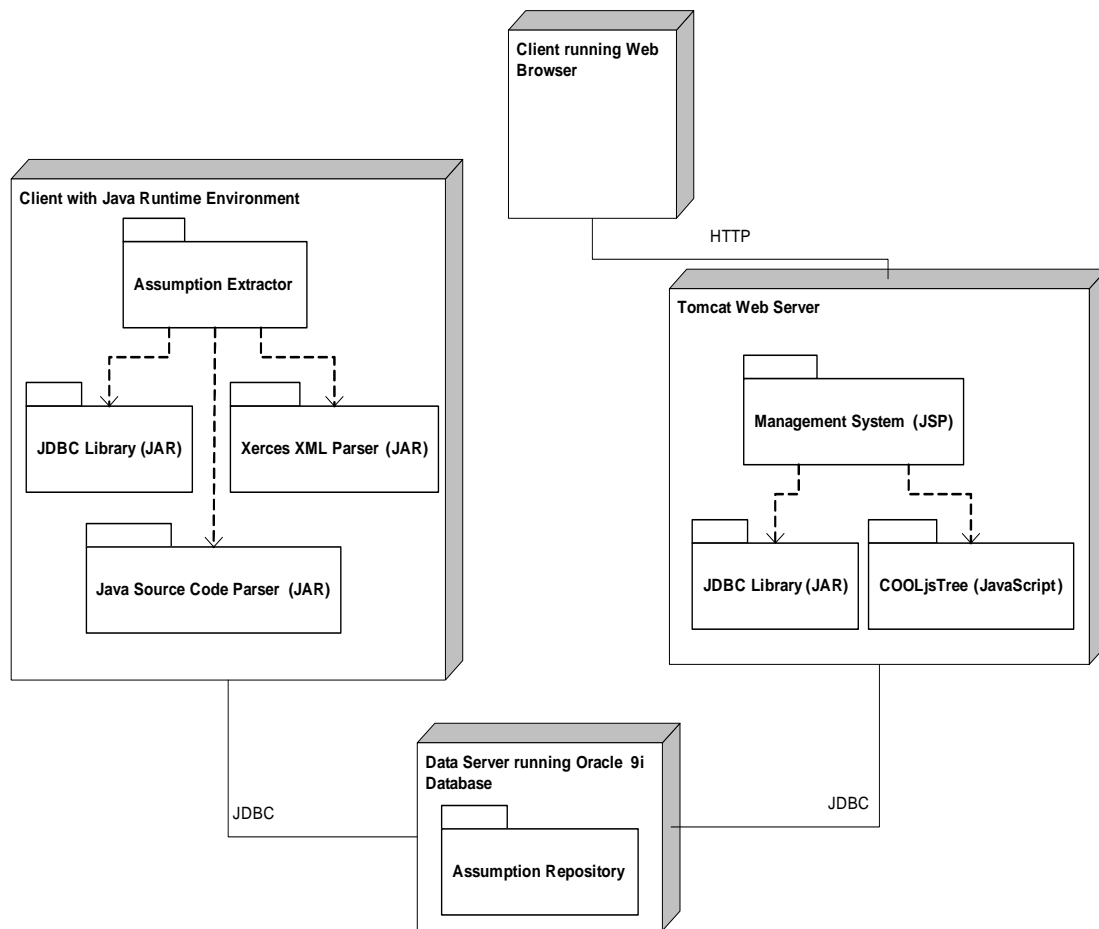 Client running Web
Browser
Client with Java Runtime Environment
Assumption Extractor
JDBC Library (JAR)
Xerces XML Parser (JAR)
Java Source Code Parser (JAR)
HTTP
Tomcat Web Server
Management System (JSP)
JDBC Library (JAR)
COOLjsTree (JavaScript)
Data Server running Oracle 9i
Database
Assumption Repository
JDBC
JDBC